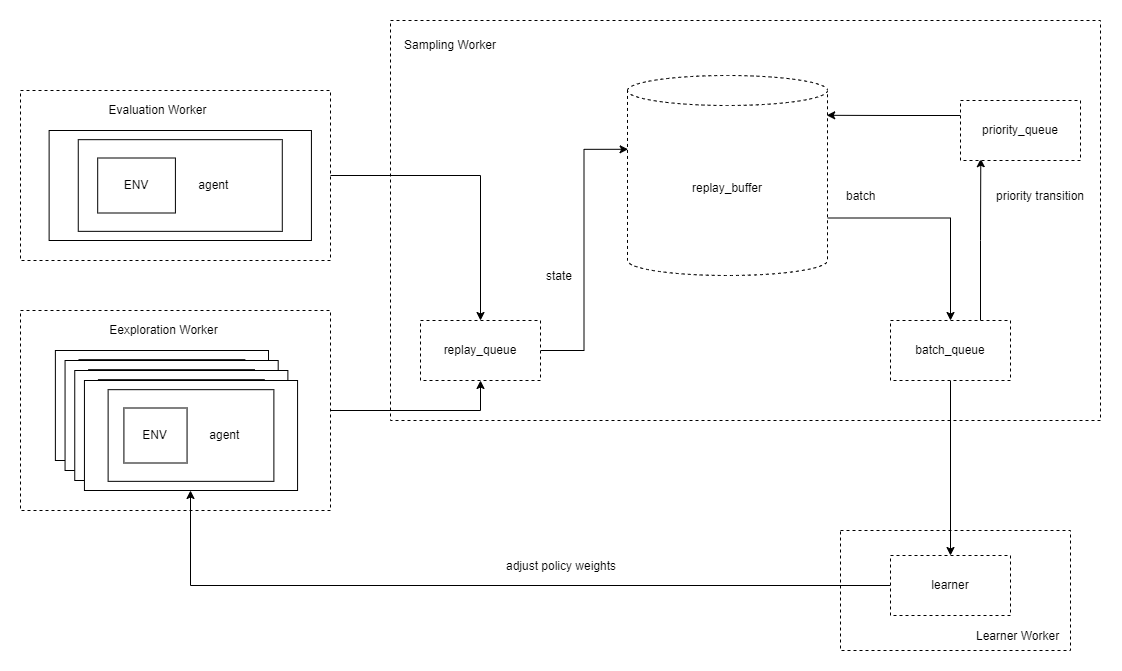 Sampling Worker
Evaluation Worker
ENV
agent
replay_buffer
priority_queue
batch
priority transition
state
Eexploration Worker
replay_queue
batch_queue
ENV
agent
adjust policy weights
learner
Learner Worker